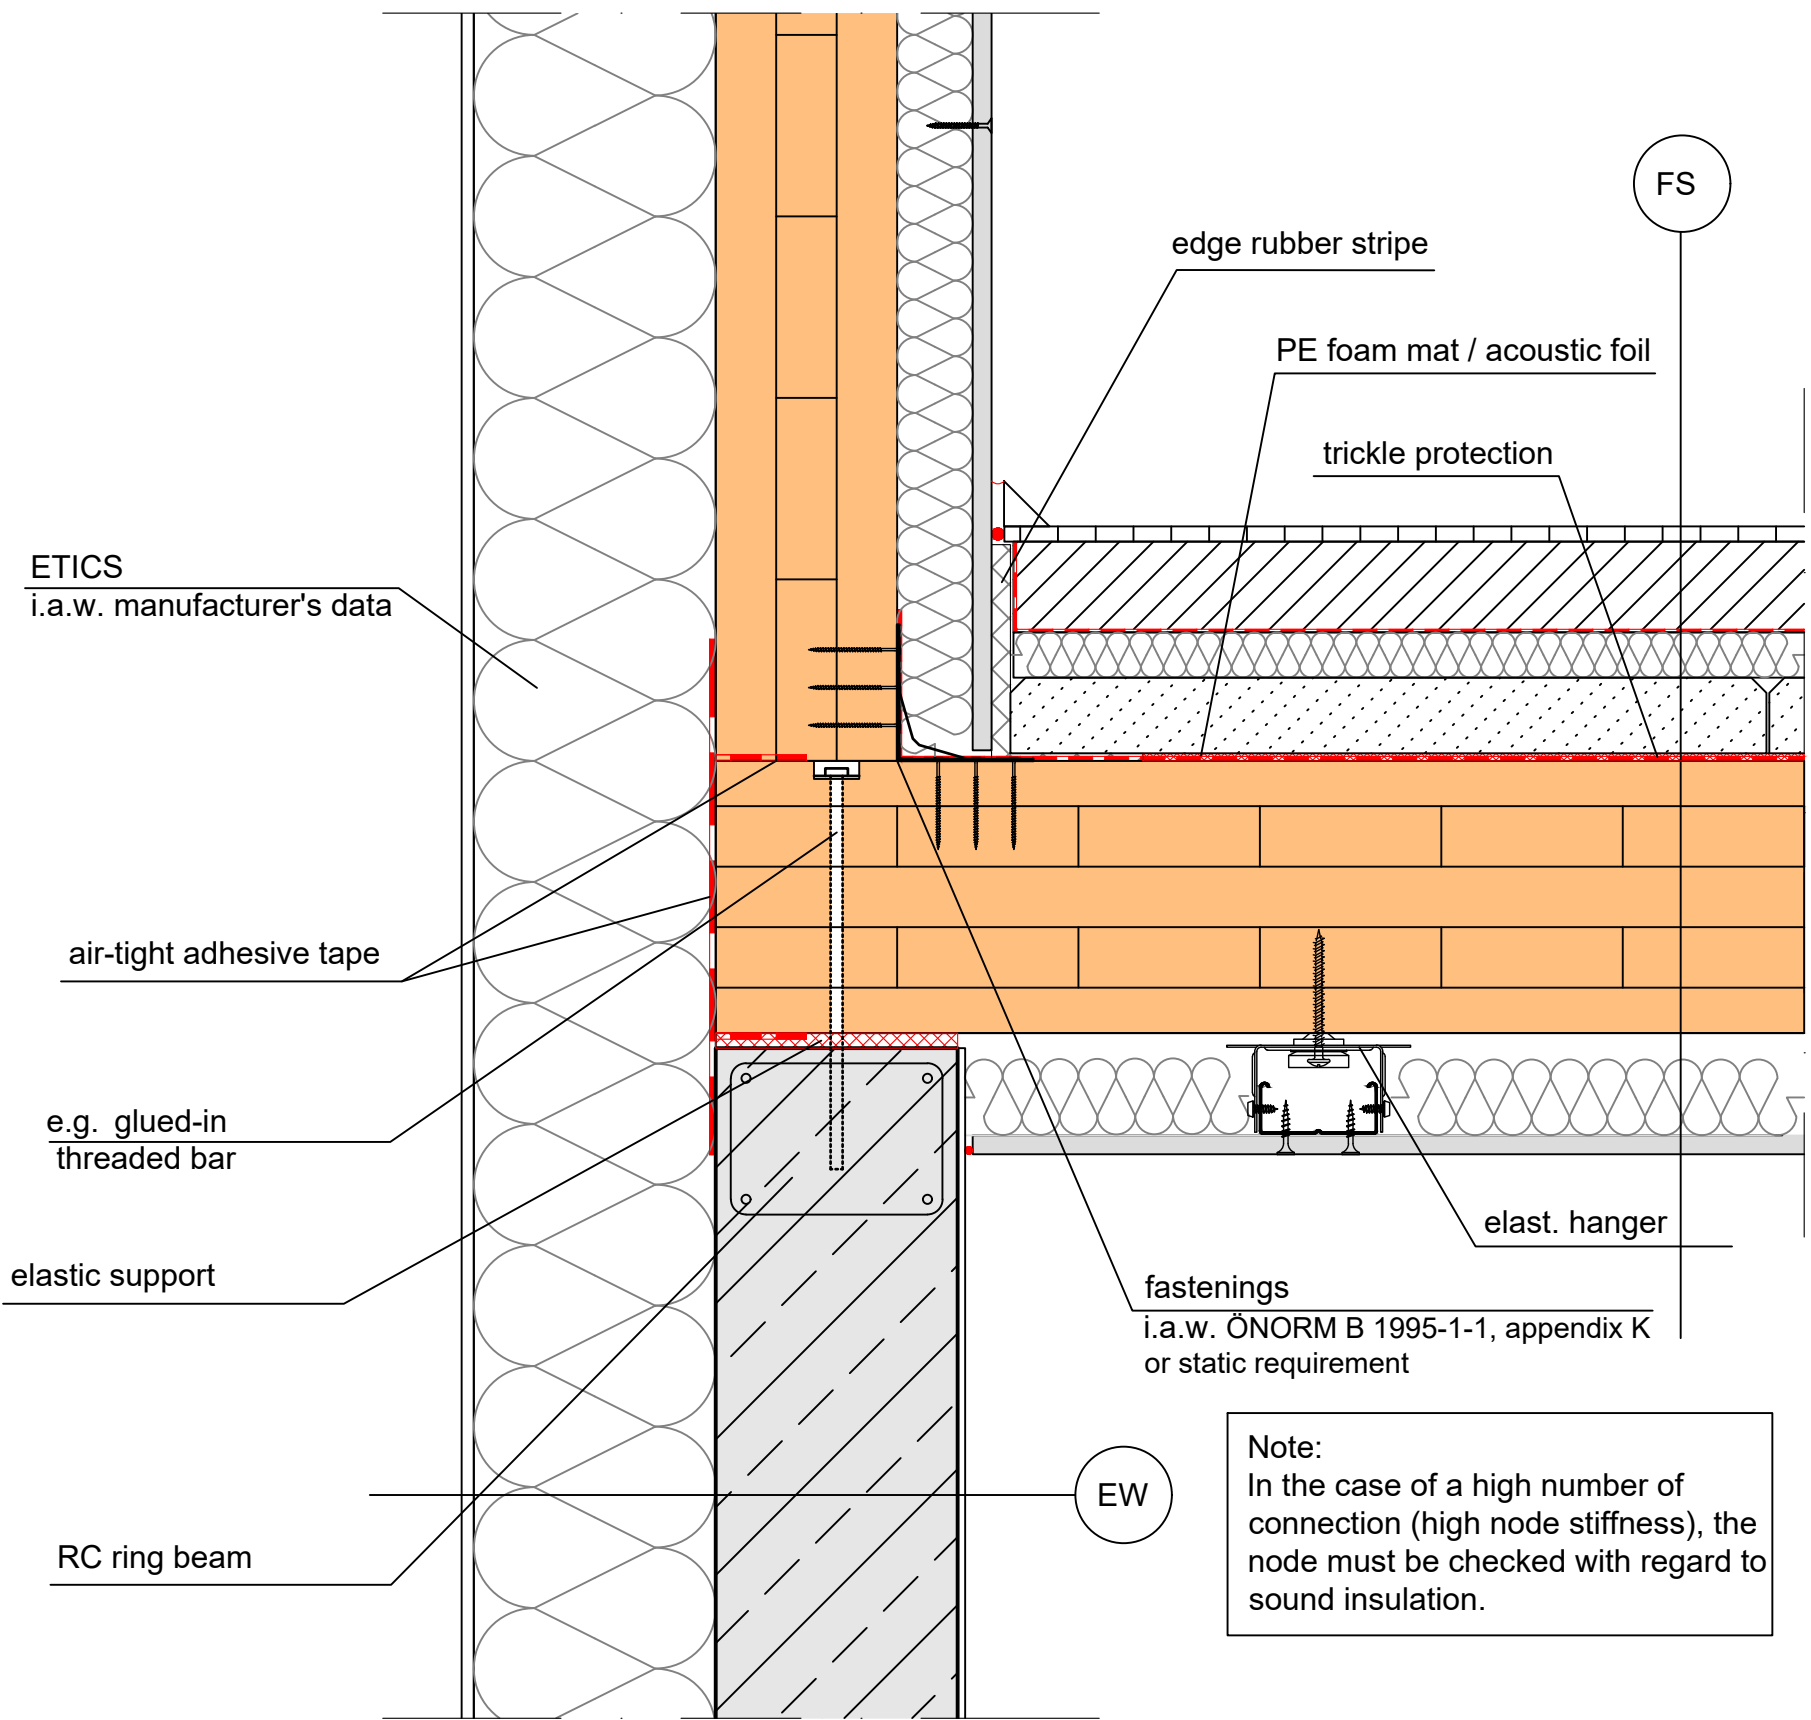 FS
edge rubber stripe
PE foam mat / acoustic foil
trickle protection
ETICS
i.a.w. manufacturer's data
air-tight adhesive tape
e.g. glued-in
threaded bar
elastic support
elast. hanger
fastenings
i.a.w. ÖNORM B 1995-1-1, appendix K
or static requirement
EW
RC ring beam
Note:
In the case of a high number of
connection (high node stiffness), the
node must be checked with regard to
sound insulation.